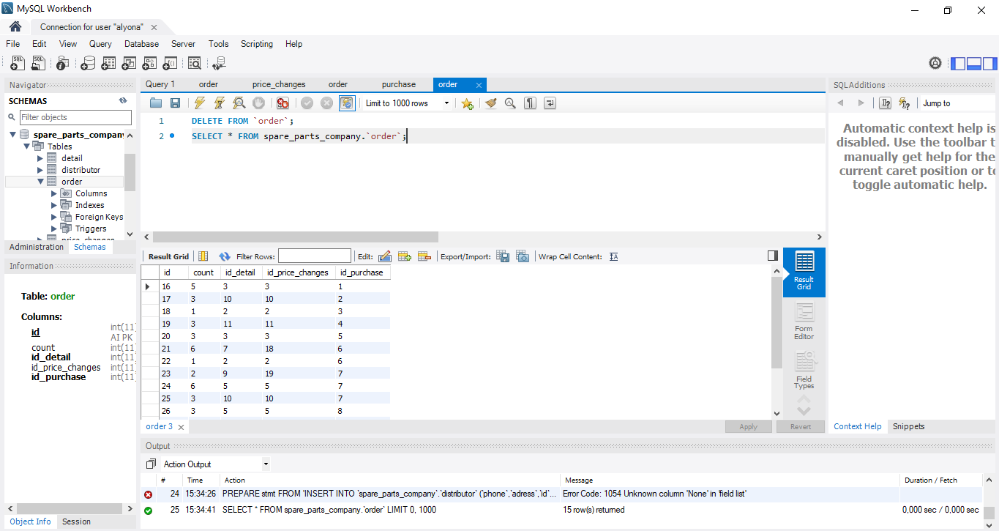 MySQL Workbench
Connection for user "alyona"
File Edit View Query Database Server Tools Scripting Help
Navigator
SCHEMAS
Filter objects
spare_parts_company
Tables
detail
distributor
order
Columns
Indexes
Foreign Keys
Triggers
price_changes
Administration Schemas
Information
Table: order
Columns:
id int(11) AI PK
count int(11)
id_detail int(11)
id_price_changes int(11)
id_purchase int(11)
Object Info Session
Query 1 order price_changes order purchase order
Limit to 1000 rows
1 DELETE FROM `order`;
2 SELECT * FROM spare_parts_company.`order`;
Result Grid Filter Rows: Edit: Export/Import: Wrap Cell Content:
id count id_detail id_price_changes id_purchase
16 5 3 3 1
17 3 10 10 2
18 1 2 2 3
19 3 11 11 4
20 3 3 3 5
21 6 7 18 6
22 1 2 2 6
23 2 9 19 7
24 6 5 5 7
25 3 10 10 7
26 3 5 5 8
Result
Grid
Form
Editor
Field
Types
order 3 Apply Revert
Output
Action Output
# Time Action Message Duration / Fetch
24 15:34:26 PREPARE stmt FROM 'INSERT INTO `spare_parts_company`.`distributor` (`phone`,`adress`,`id`... Error Code: 1054 Unknown column 'None' in 'field list'
25 15:34:41 SELECT * FROM spare_parts_company.`order` LIMIT 0, 1000 15 row(s) returned 0,000 sec / 0,000 sec
SQLAdditions
Jump to
Automatic context help is
disabled. Use the toolbar t
manually get help for the
current caret position or to
toggle automatic help.
Context Help Snippets